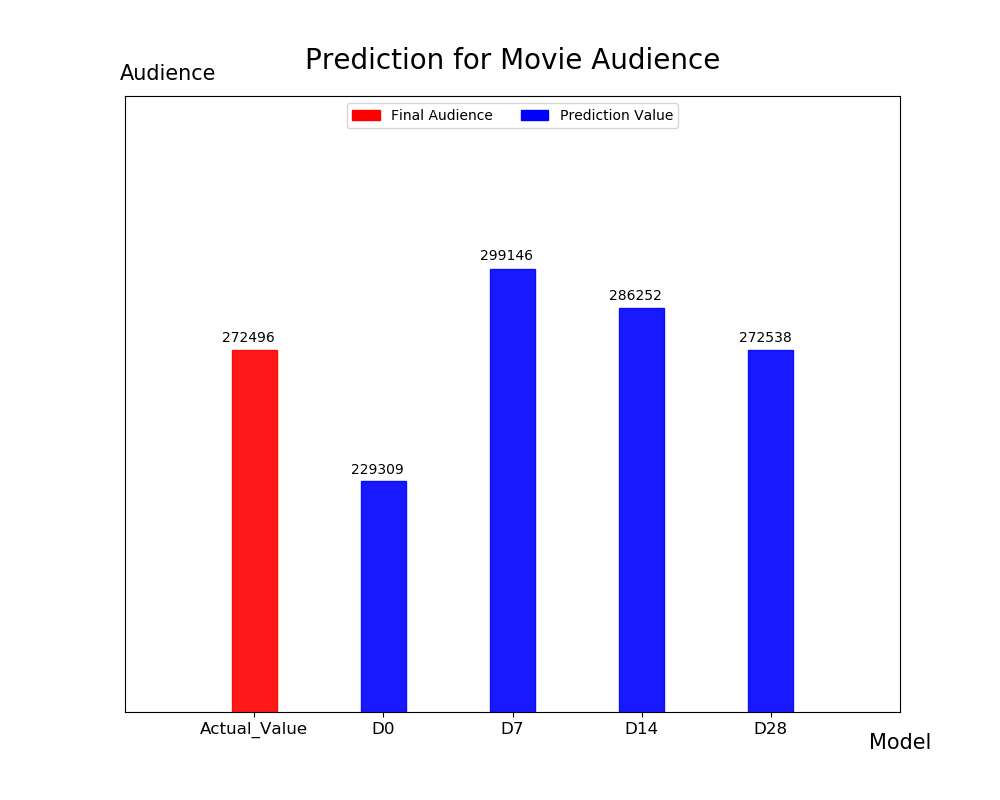 Prediction for Movie Audience
Audience
Final Audience
Prediction Value
299146
286252
272496
272538
229309
Actual_Value
D0
D7
D14
D28
Model